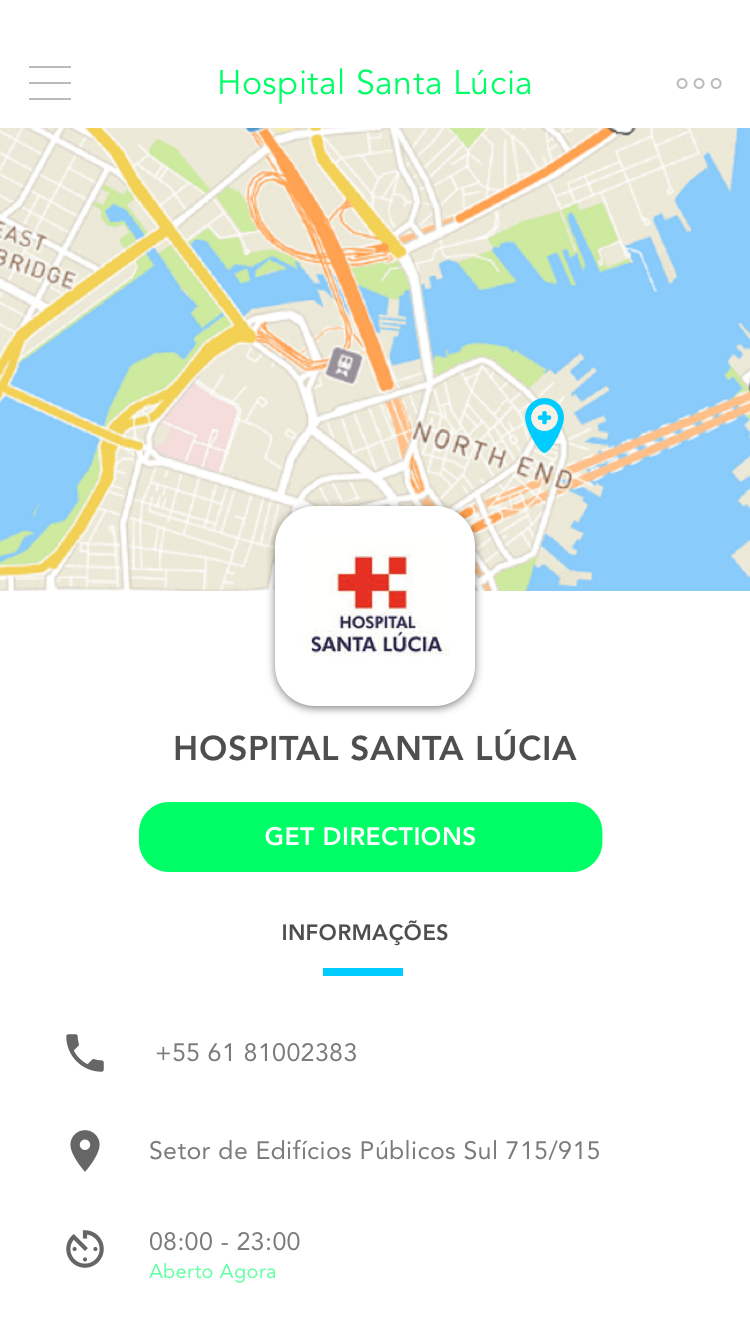 Hospital Santa Lúcia
EAST
BRIDGE
NORTH END
HOSPITAL
SANTA LÚCIA
HOSPITAL SANTA LÚCIA
GET DIRECTIONS
INFORMAÇÕES
+55 61 81002383
Setor de Edifícios Públicos Sul 715/915
08:00 - 23:00
Aberto Agora